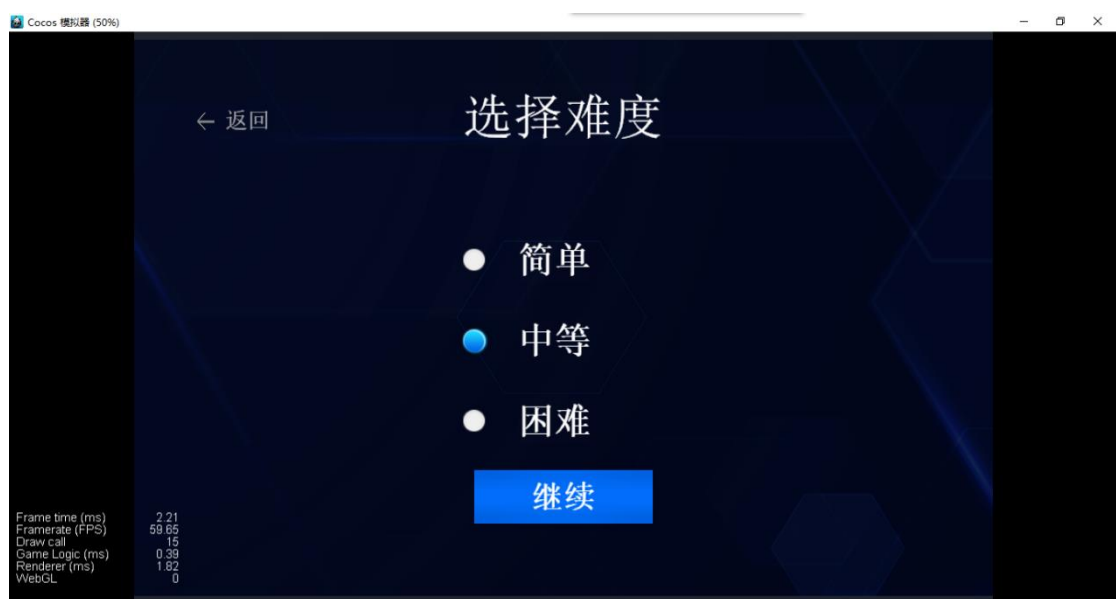 Cocos 模拟器 (50%)
← 返回
选择难度
简单
中等
困难
继续
Frame time (ms) 2.21
Framerate (FPS) 59.65
Draw call 15
Game Logic (ms) 0.39
Renderer (ms) 1.82
WebGL 0